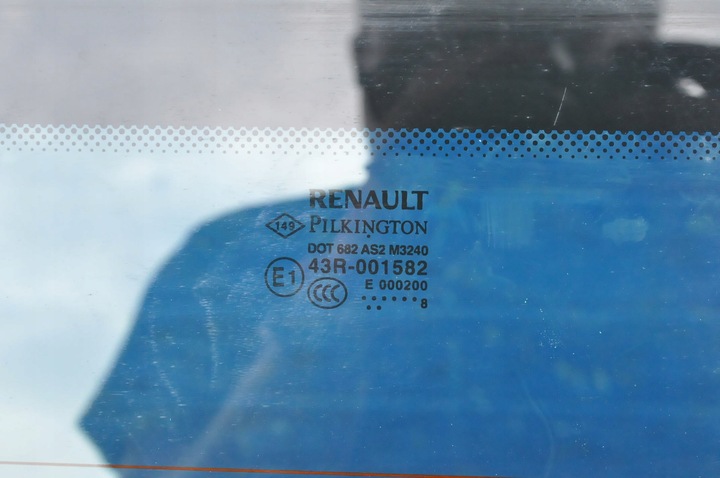 RENAULT
149 PILKINGTON
DOT 682 AS2 M3240
43R-001582
E1
E 000200
CCC
8